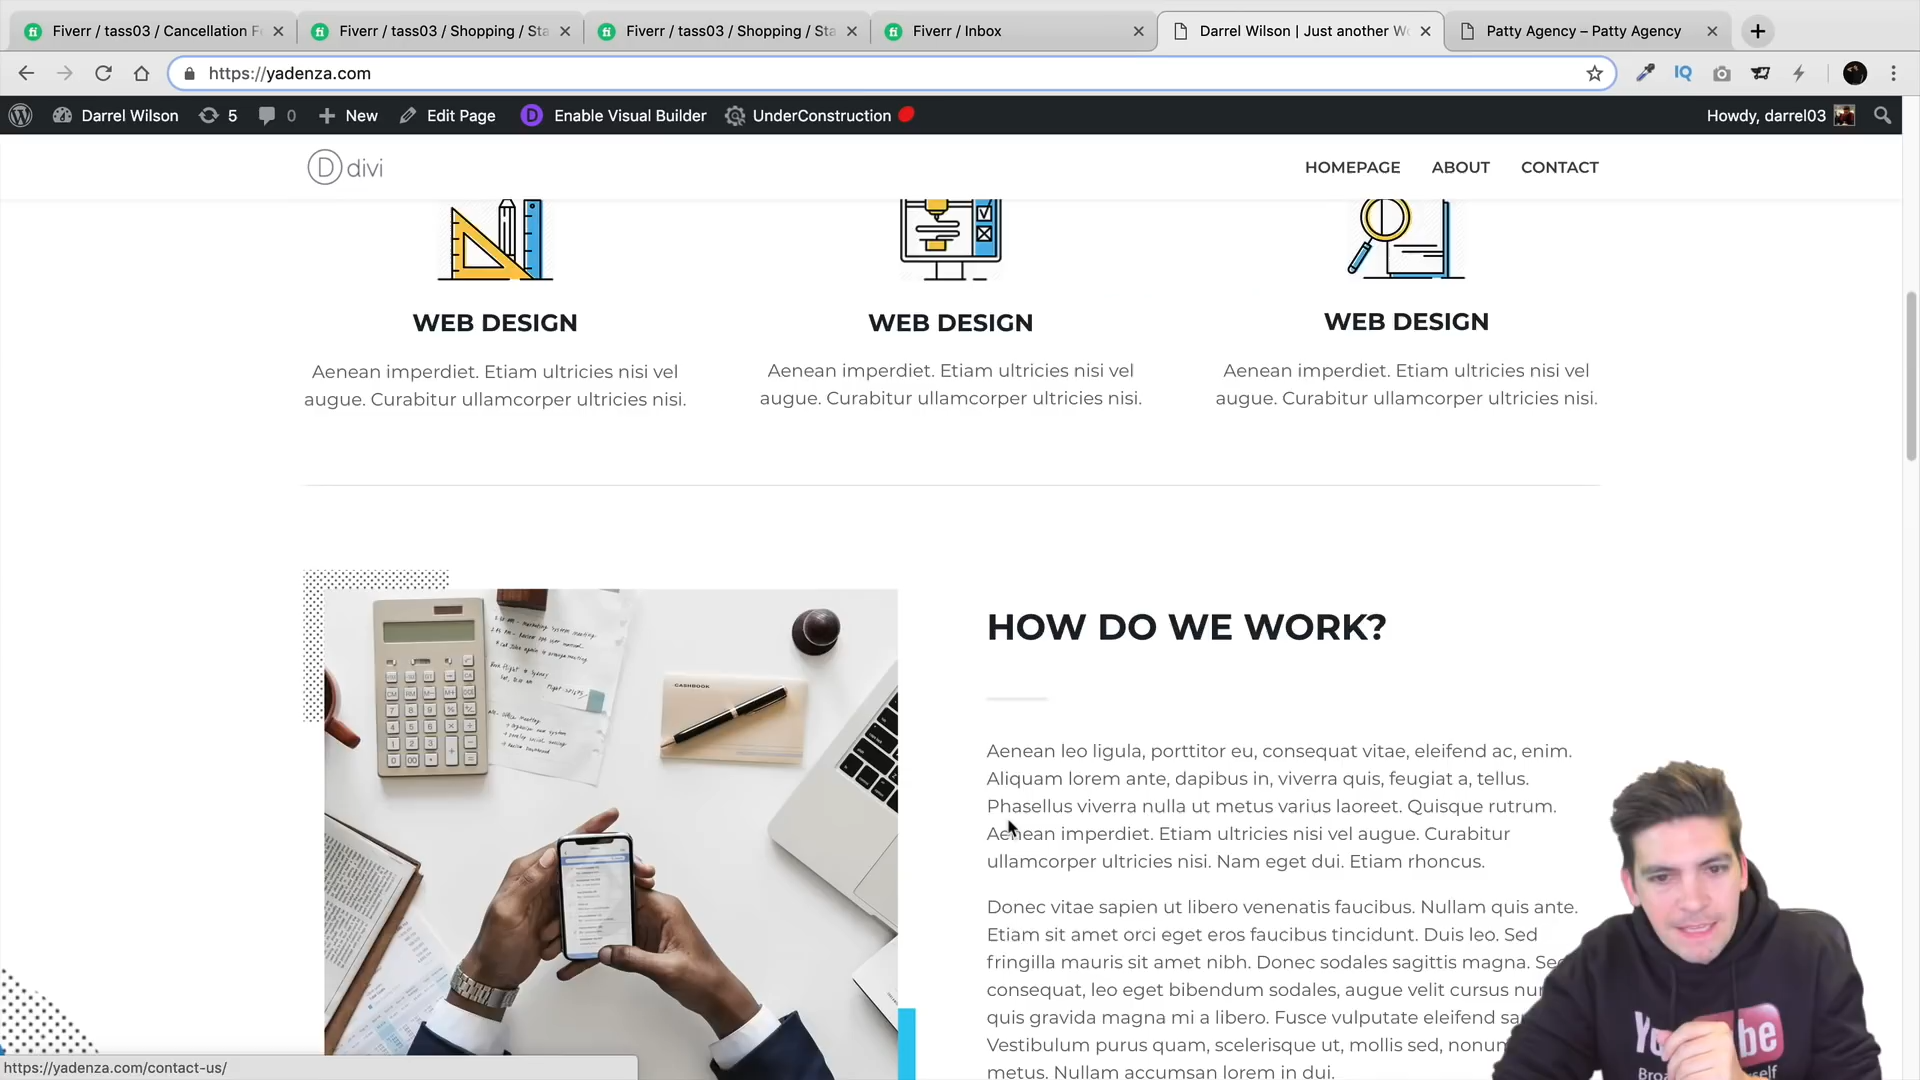 Fiverr / tass03 / Cancellation F
Fiverr / tass03 / Shopping / Sta
Fiverr / tass03 / Shopping / Sta
Fiverr / Inbox
Darrel Wilson | Just another W
Patty Agency – Patty Agency
https://yadenza.com
IQ
Darrel Wilson
5
0
New
Edit Page
D
Enable Visual Builder
UnderConstruction
Howdy, darrel03
D divi
HOMEPAGE
ABOUT
CONTACT
WEB DESIGN
Aenean imperdiet. Etiam ultricies nisi vel
augue. Curabitur ullamcorper ultricies nisi.
WEB DESIGN
Aenean imperdiet. Etiam ultricies nisi vel
augue. Curabitur ullamcorper ultricies nisi.
WEB DESIGN
Aenean imperdiet. Etiam ultricies nisi vel
augue. Curabitur ullamcorper ultricies nisi.
CASHBOOK
HOW DO WE WORK?
Aenean leo ligula, porttitor eu, consequat vitae, eleifend ac, enim.
Aliquam lorem ante, dapibus in, viverra quis, feugiat a, tellus.
Phasellus viverra nulla ut metus varius laoreet. Quisque rutrum.
Aenean imperdiet. Etiam ultricies nisi vel augue. Curabitur
ullamcorper ultricies nisi. Nam eget dui. Etiam rhoncus.
Donec vitae sapien ut libero venenatis faucibus. Nullam quis ante.
Etiam sit amet orci eget eros faucibus tincidunt. Duis leo. Sed
fringilla mauris sit amet nibh. Donec sodales sagittis magna. Se
consequat, leo eget bibendum sodales, augue velit cursus nu
quis gravida magna mi a libero. Fusce vulputate eleifend sa
Vestibulum purus quam, scelerisque ut, mollis sed, nonum
metus. Nullam accumsan lorem in dui.
https://yadenza.com/contact-us/